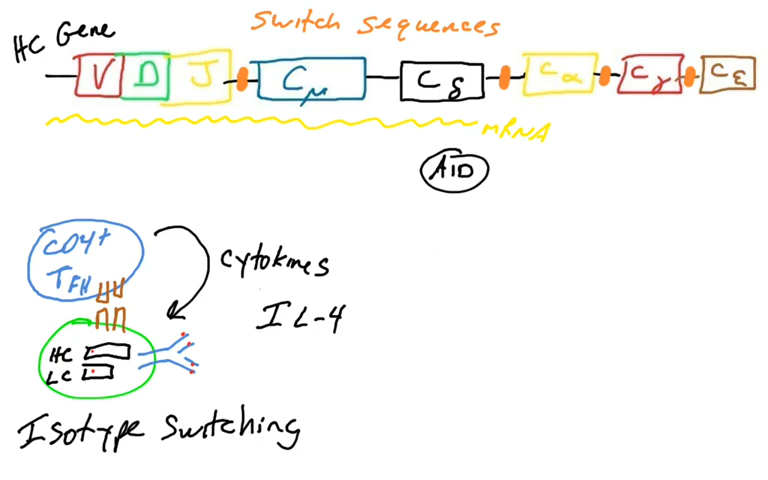 Switch Sequences
HC Gene
V D J Cμ Cδ Cα Cγ Cε
mRNA
AID
CD4+
TFH
cytokines
IL-4
HC
LC
Isotype Switching